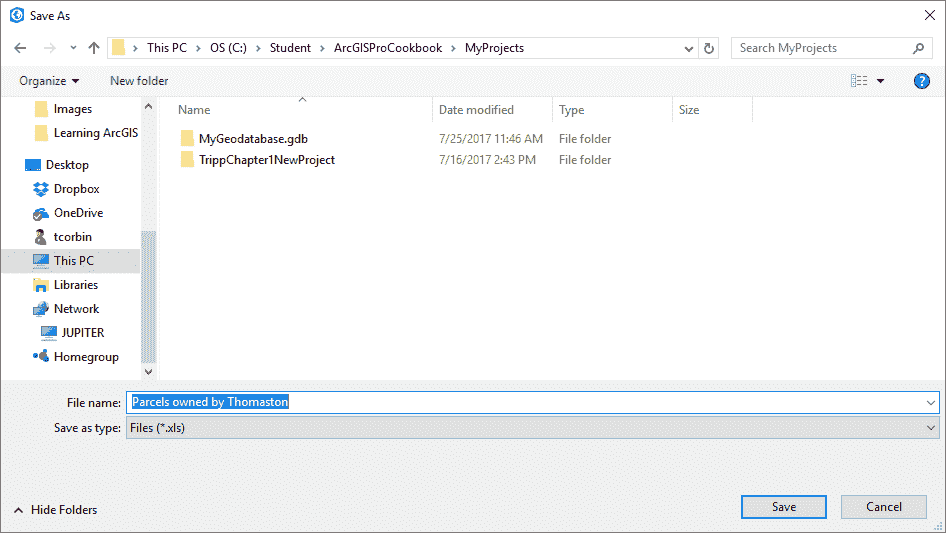 Save As
This PC > OS (C:) > Student > ArcGISProCookbook > MyProjects
Search MyProjects
Organize
New folder
Images
Learning ArcGIS
Desktop
Dropbox
OneDrive
tcorbin
This PC
Libraries
Network
JUPITER
Homegroup
Name Date modified Type Size
MyGeodatabase.gdb 7/25/2017 11:46 AM File folder
TrippChapter1NewProject 7/16/2017 2:43 PM File folder
File name: Parcels owned by Thomaston
Save as type: Files (*.xls)
Hide Folders
Save
Cancel